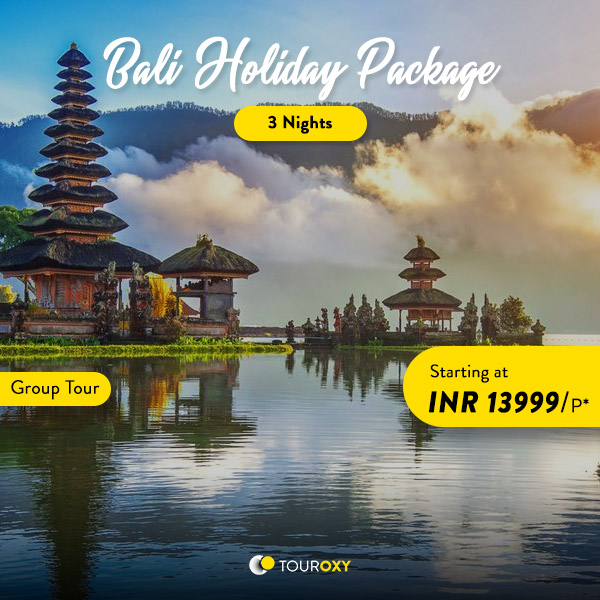 Bali Holiday Package
3 Nights
Group Tour
Starting at
INR 13999/P*
TOUROXY